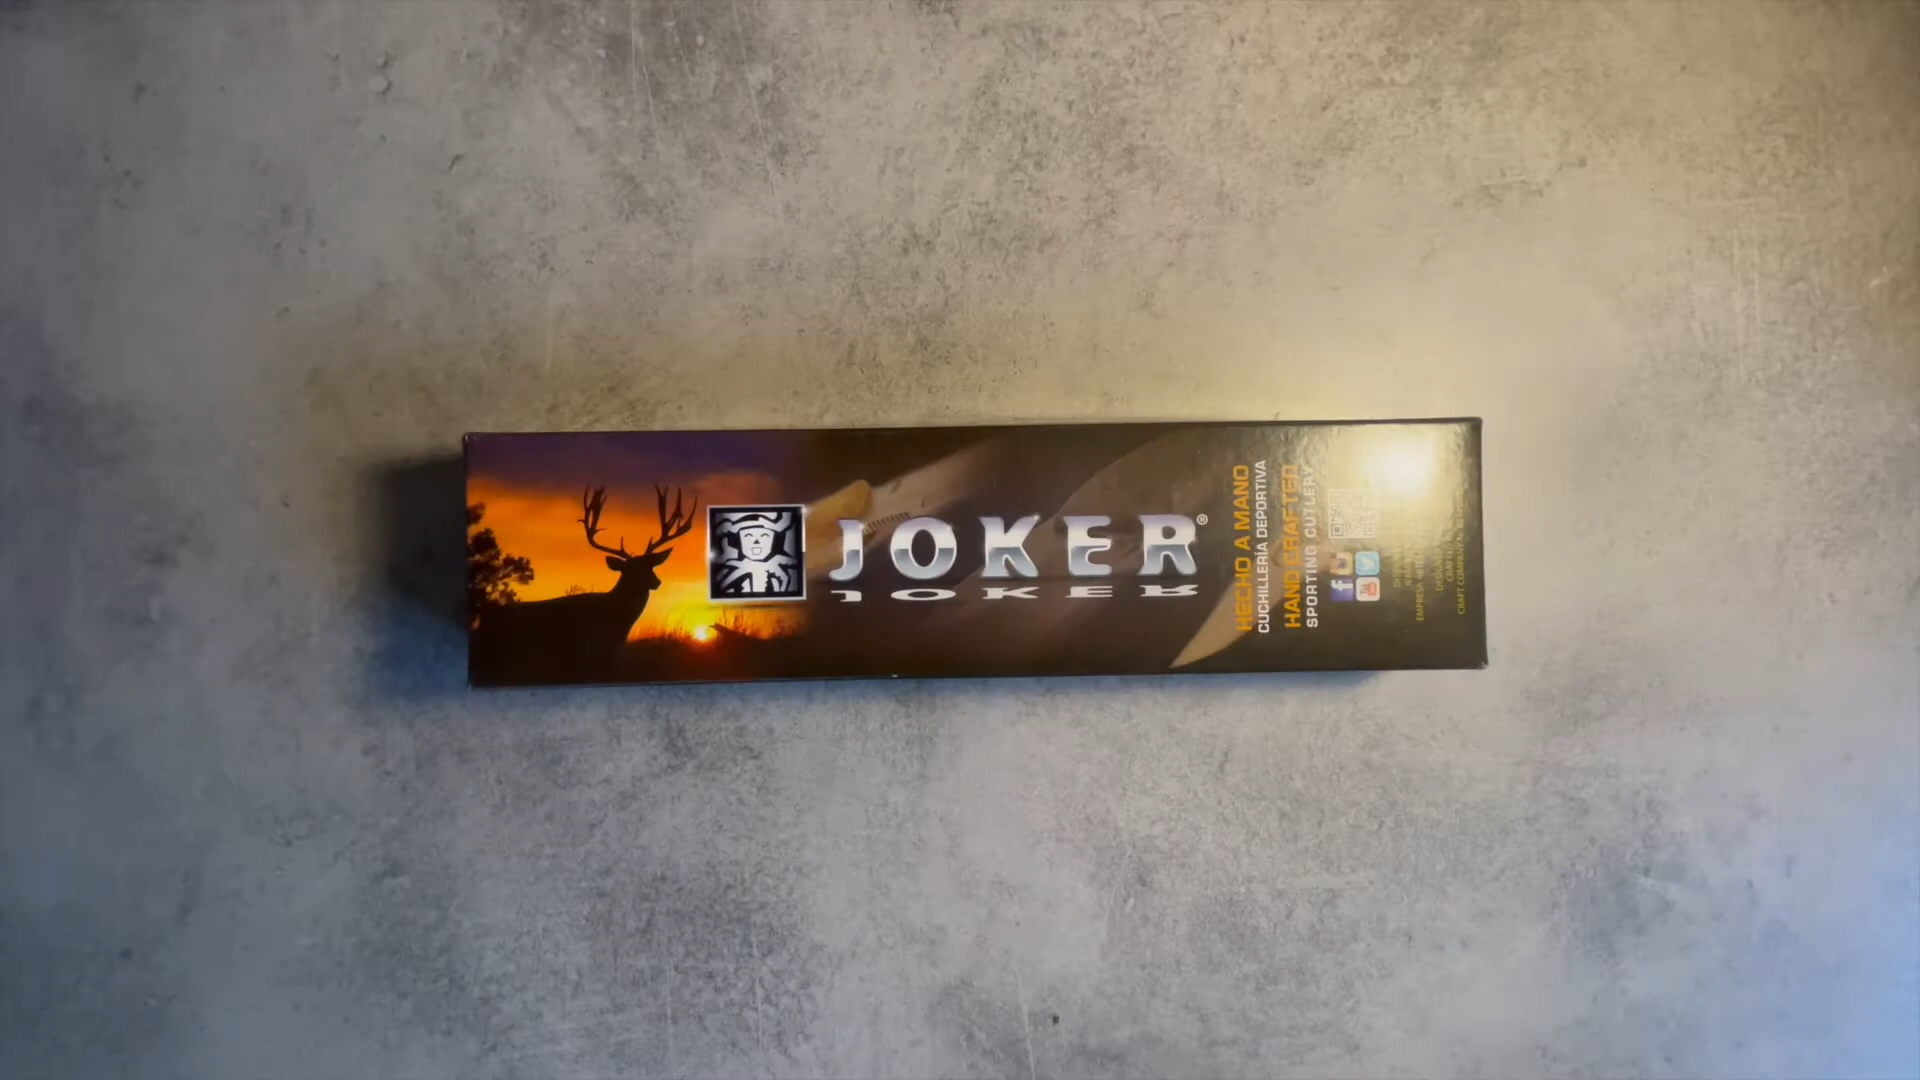 JOKER®
HECHO A MANO
CUCHILLERÍA DEPORTIVA
HAND CRAFTED
SPORTING CUTLERY